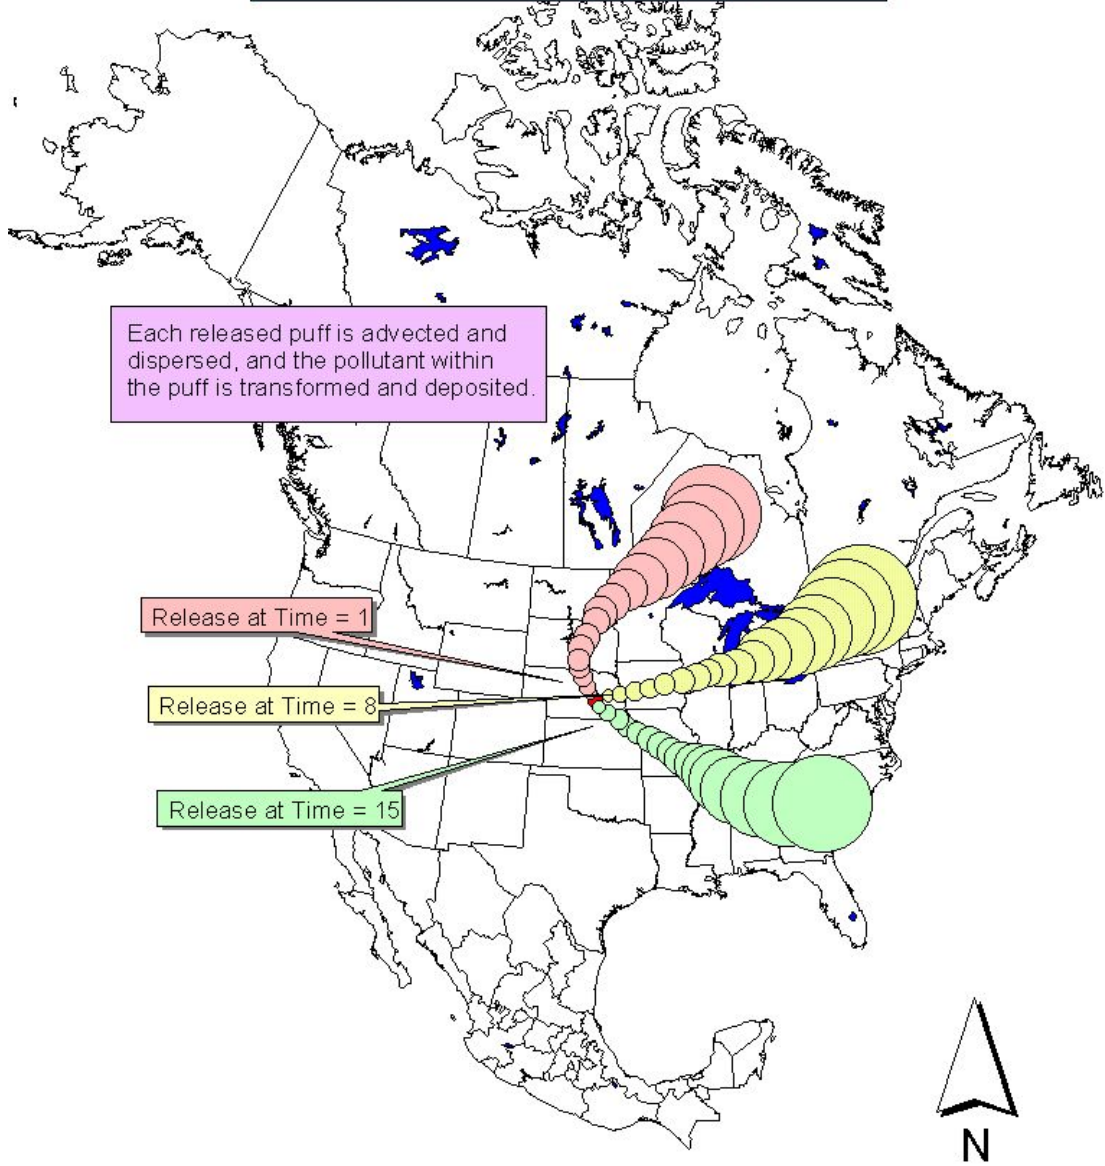 Each released puff is advected and
dispersed, and the pollutant within
the puff is transformed and deposited.
Release at Time = 1
Release at Time = 8
Release at Time = 15
N